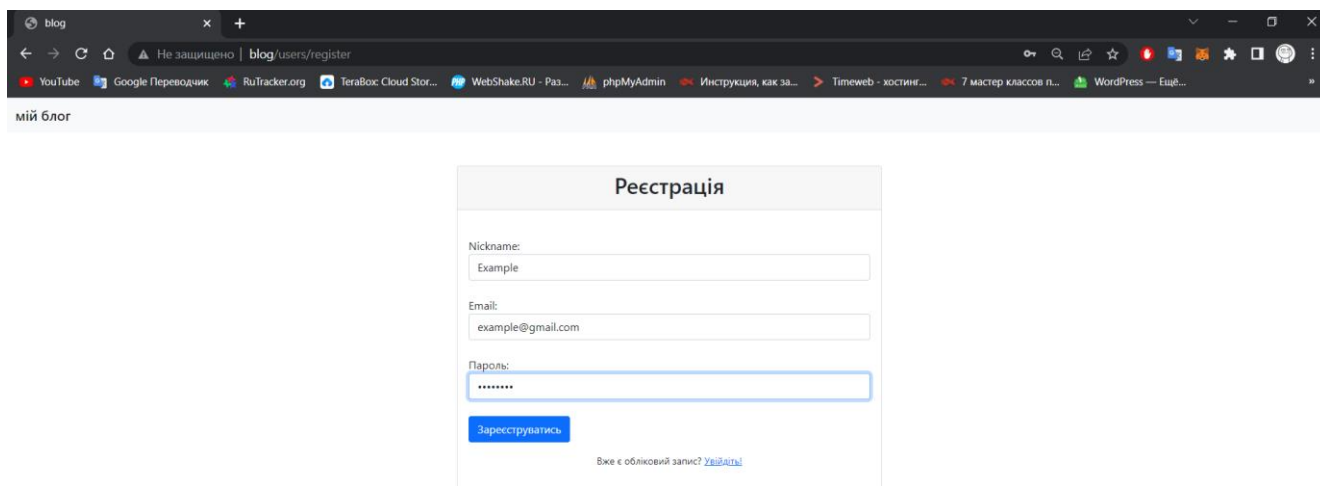 blog
Не защищено | blog/users/register
YouTube Google Переводчик RuTracker.org TeraBox: Cloud Stor... WebShake.RU - Раз... phpMyAdmin Инструкция, как за... Timeweb - хостинг... 7 мастер классов п... WordPress — Ещё...
мій блог
Реєстрація
Nickname:
Example
Email:
example@gmail.com
Пароль:
••••••••
Зареєструватись
Вже є обліковий запис? Увійдіть!